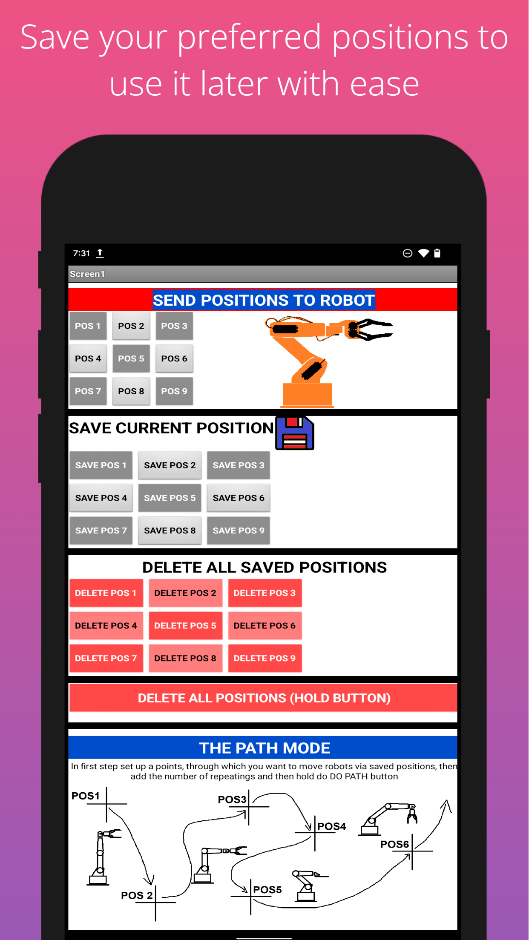 Save your preferred positions to
use it later with ease
7:31
Screen1
SEND POSITIONS TO ROBOT
POS 1 POS 2 POS 3
POS 4 POS 5 POS 6
POS 7 POS 8 POS 9
SAVE CURRENT POSITION
SAVE POS 1 SAVE POS 2 SAVE POS 3
SAVE POS 4 SAVE POS 5 SAVE POS 6
SAVE POS 7 SAVE POS 8 SAVE POS 9
DELETE ALL SAVED POSITIONS
DELETE POS 1 DELETE POS 2 DELETE POS 3
DELETE POS 4 DELETE POS 5 DELETE POS 6
DELETE POS 7 DELETE POS 8 DELETE POS 9
DELETE ALL POSITIONS (HOLD BUTTON)
THE PATH MODE
In first step set up a points, through which you want to move robots via saved positions, then
add the number of repeatings and then hold do DO PATH button
POS1
POS3
POS4
POS6
POS 2
POS5